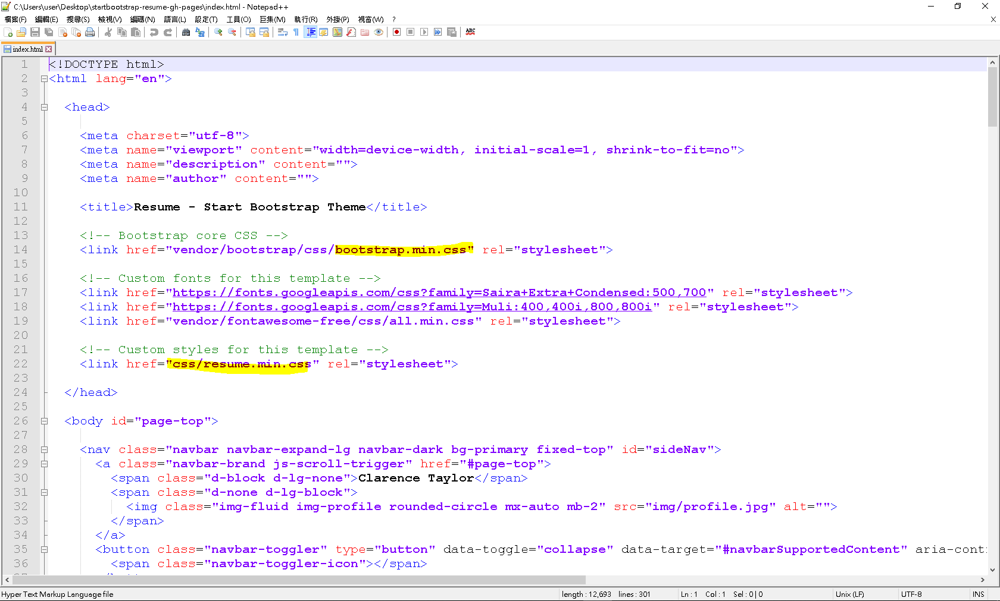 C:\Users\user\Desktop\startbootstrap-resume-gh-pages\index.html - Notepad++
檔案(F) 編輯(E) 搜尋(S) 檢視(V) 編碼(N) 語言(L) 設定(T) 工具(O) 巨集(M) 執行(R) 外掛(P) 視窗(W) ? X
ABC
index.html
1 <!DOCTYPE html>
2 <html lang="en">
3
4 <head>
5
6 <meta charset="utf-8">
7 <meta name="viewport" content="width=device-width, initial-scale=1, shrink-to-fit=no">
8 <meta name="description" content="">
9 <meta name="author" content="">
10
11 <title>Resume - Start Bootstrap Theme</title>
12
13 <!-- Bootstrap core CSS -->
14 <link href="vendor/bootstrap/css/bootstrap.min.css" rel="stylesheet">
15
16 <!-- Custom fonts for this template -->
17 <link href="https://fonts.googleapis.com/css?family=Saira+Extra+Condensed:500,700" rel="stylesheet">
18 <link href="https://fonts.googleapis.com/css?family=Muli:400,400i,800,800i" rel="stylesheet">
19 <link href="vendor/fontawesome-free/css/all.min.css" rel="stylesheet">
20
21 <!-- Custom styles for this template -->
22 <link href="css/resume.min.css" rel="stylesheet">
23
24 </head>
25
26 <body id="page-top">
27
28 <nav class="navbar navbar-expand-lg navbar-dark bg-primary fixed-top" id="sideNav">
29 <a class="navbar-brand js-scroll-trigger" href="#page-top">
30 <span class="d-block d-lg-none">Clarence Taylor</span>
31 <span class="d-none d-lg-block">
32 <img class="img-fluid img-profile rounded-circle mx-auto mb-2" src="img/profile.jpg" alt="">
33 </span>
34 </a>
35 <button class="navbar-toggler" type="button" data-toggle="collapse" data-target="#navbarSupportedContent" aria-cont
36 <span class="navbar-toggler-icon"></span>
Hyper Text Markup Language file length : 12,693 lines : 301 Ln : 1 Col : 1 Sel : 0 | 0 Unix (LF) UTF-8 INS